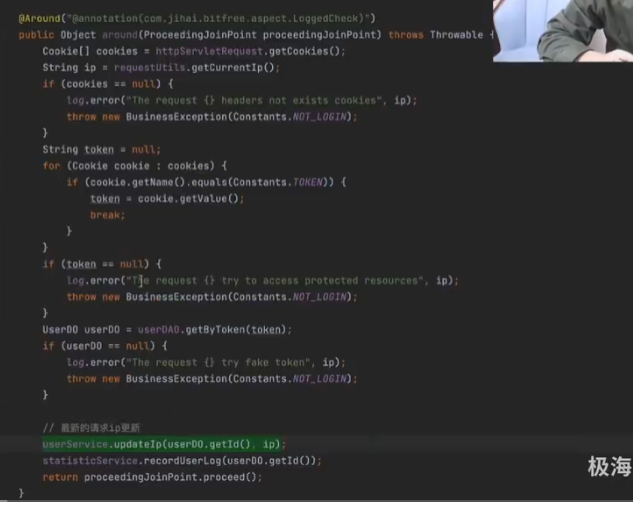 @Around("@annotation(com.jihai.bitfree.aspect.LoggedCheck)")
public Object around(ProceedingJoinPoint proceedingJoinPoint) throws Throwable {
Cookie[] cookies = httpServletRequest.getCookies();
String ip = requestUtils.getCurrentIp();
if (cookies == null) {
log.error("The request {} headers not exists cookies", ip);
throw new BusinessException(Constants.NOT_LOGIN);
}
String token = null;
for (Cookie cookie : cookies) {
if (cookie.getName().equals(Constants.TOKEN)) {
token = cookie.getValue();
break;
}
}
if (token == null) {
log.error("The request {} try to access protected resources", ip);
throw new BusinessException(Constants.NOT_LOGIN);
}
UserDO userDO = userDAO.getByToken(token);
if (userDO == null) {
log.error("The request {} try fake token", ip);
throw new BusinessException(Constants.NOT_LOGIN);
}
// 最新的请求ip更新
userService.updateIp(userDO.getId(), ip);
statisticService.recordUserLog(userDO.getId());
return proceedingJoinPoint.proceed();
}
极海